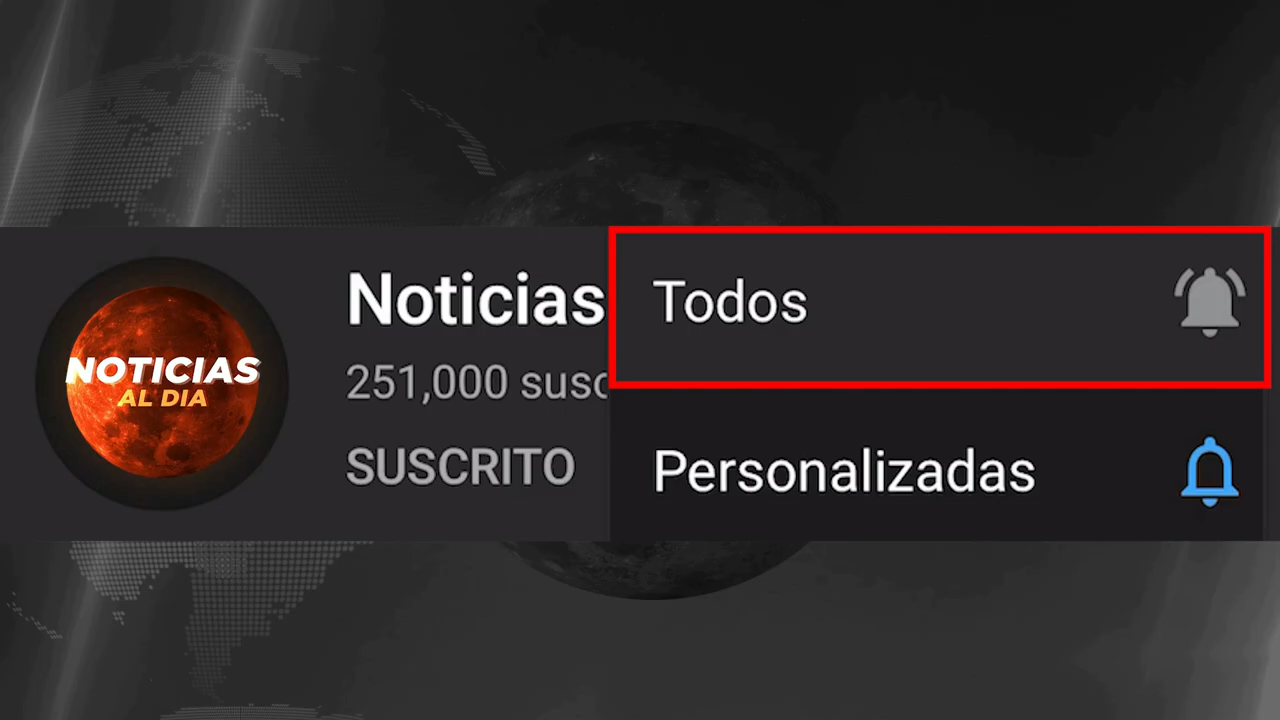 NOTICIAS
AL DIA
Noticias
251,000 susc
SUSCRITO
Todos
Personalizadas